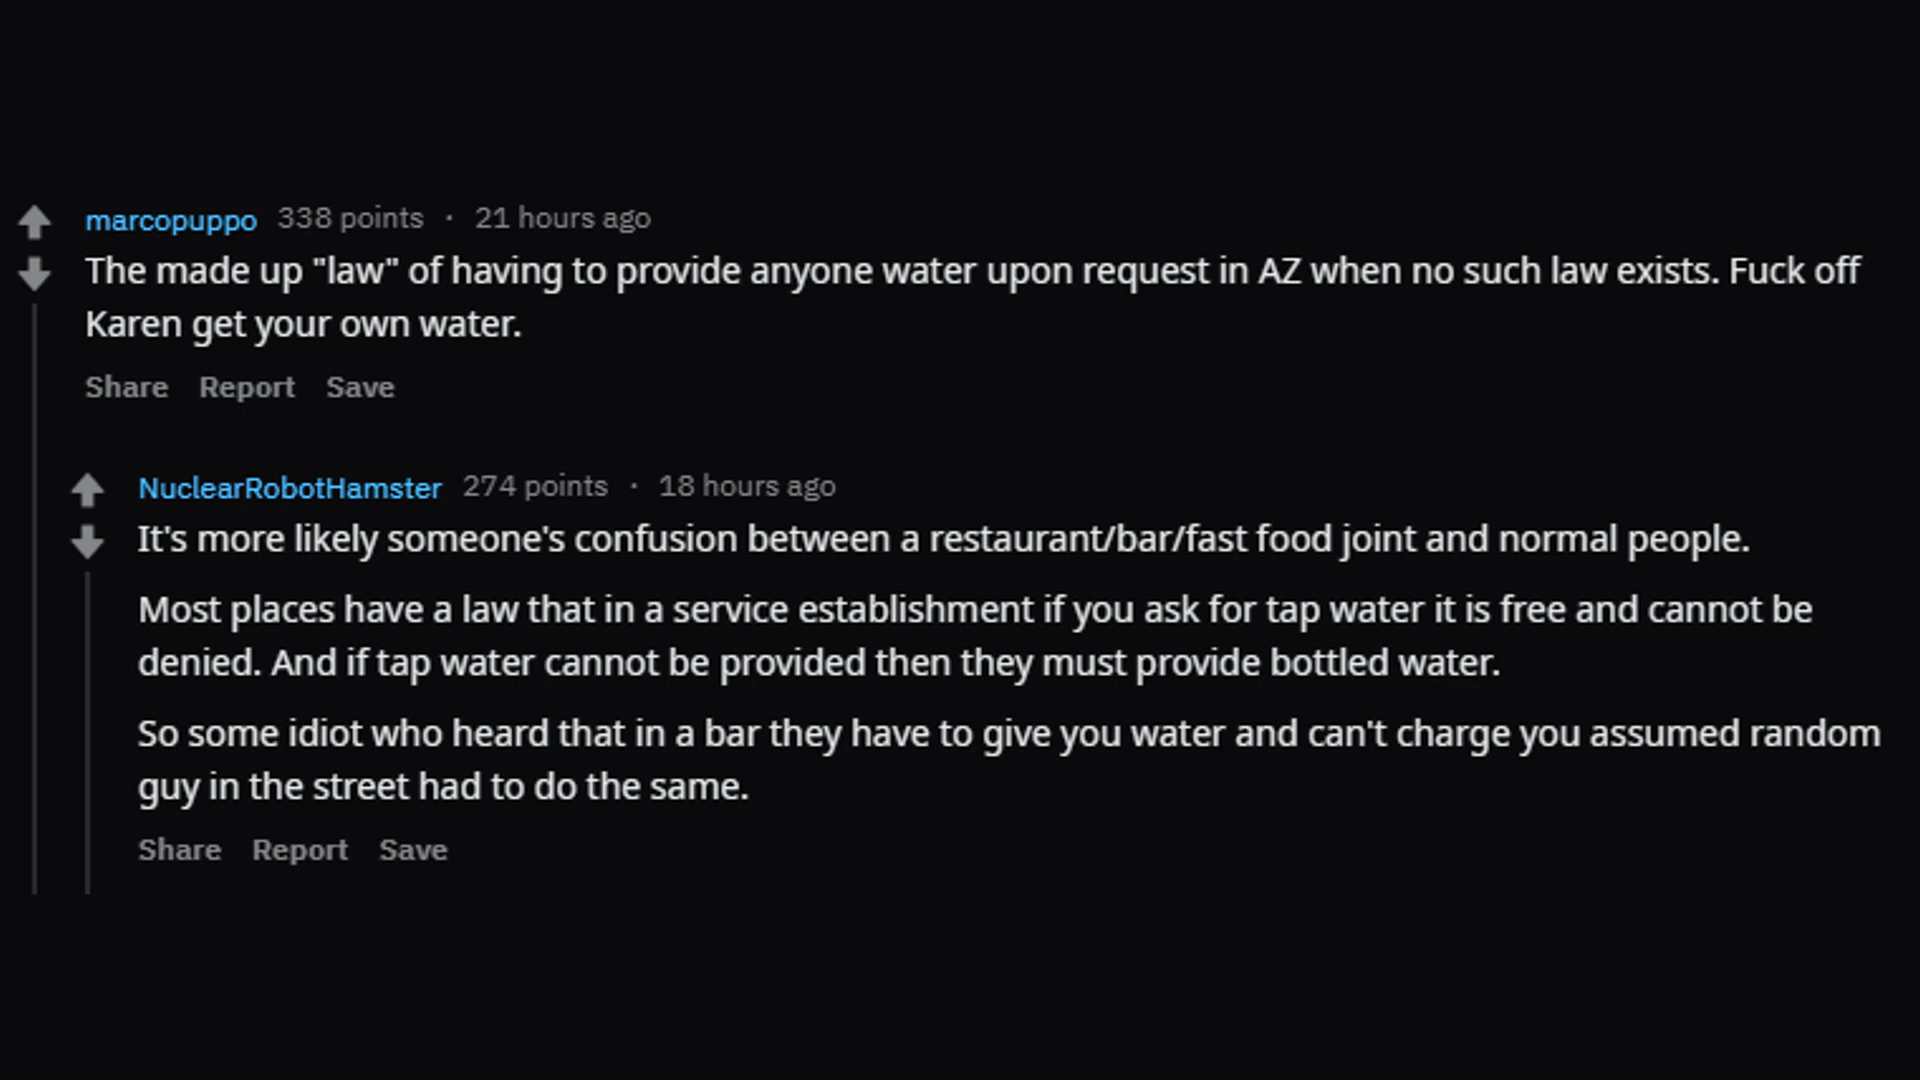 marcopuppo 338 points · 21 hours ago
The made up "law" of having to provide anyone water upon request in AZ when no such law exists. Fuck off
Karen get your own water.
Share Report Save
NuclearRobotHamster 274 points · 18 hours ago
It's more likely someone's confusion between a restaurant/bar/fast food joint and normal people.
Most places have a law that in a service establishment if you ask for tap water it is free and cannot be
denied. And if tap water cannot be provided then they must provide bottled water.
So some idiot who heard that in a bar they have to give you water and can't charge you assumed random
guy in the street had to do the same.
Share Report Save